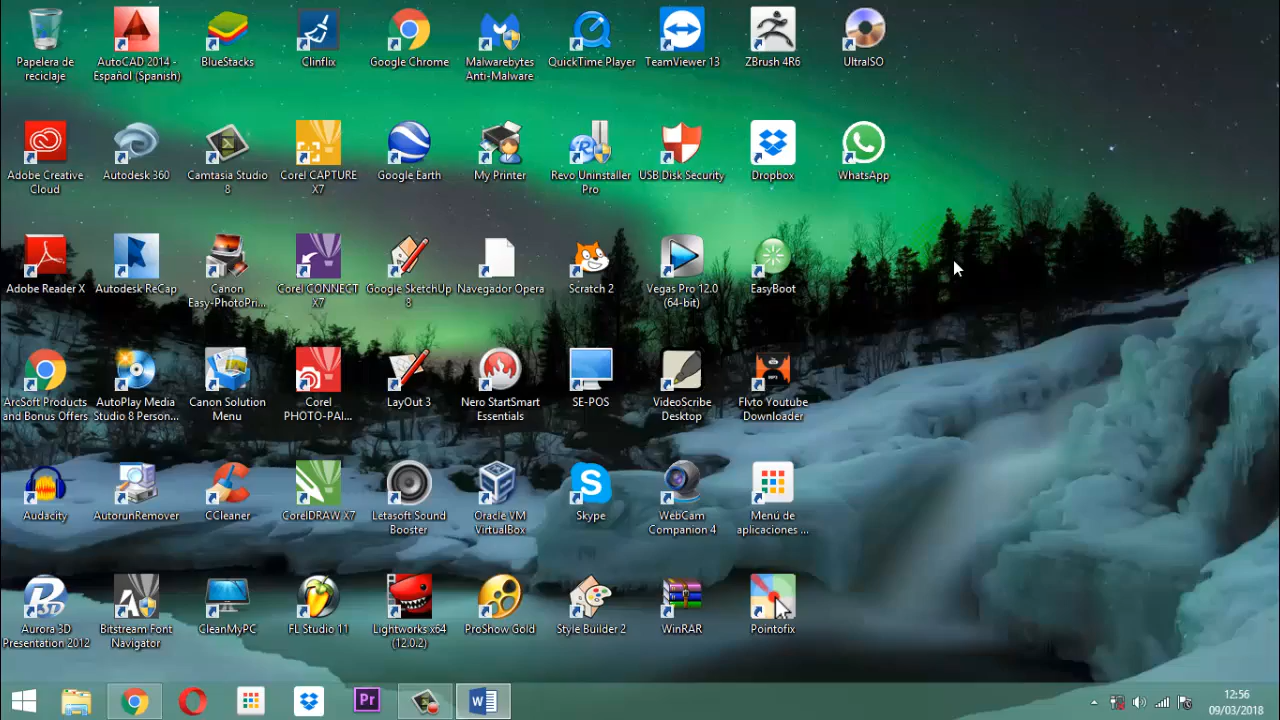 Papelera de
reciclaje
AutoCAD 2014 -
Español (Spanish)
BlueStacks
Clinflix
Google Chrome
Malwarebytes
Anti-Malware
QuickTime Player
TeamViewer 13
ZBrush 4R6
UltraISO
Adobe Creative
Cloud
Autodesk 360
Camtasia Studio
8
Corel CAPTURE
X7
Google Earth
My Printer
Revo Uninstaller
Pro
USB Disk Security
Dropbox
WhatsApp
Adobe Reader X
Autodesk ReCap
Canon
Easy-PhotoPri...
Corel CONNECT
X7
Google SketchUp
8
Navegador Opera
Scratch 2
Vegas Pro 12.0
(64-bit)
EasyBoot
ArcSoft Products
and Bonus Offers
AutoPlay Media
Studio 8 Person...
Canon Solution
Menu
Corel
PHOTO-PAI...
LayOut 3
Nero StartSmart
Essentials
SE-POS
VideoScribe
Desktop
Flvto Youtube
Downloader
Audacity
AutorunRemover
CCleaner
CorelDRAW X7
Letasoft Sound
Booster
Oracle VM
VirtualBox
Skype
WebCam
Companion 4
Menú de
aplicaciones ...
Aurora 3D
Presentation 2012
Bitstream Font
Navigator
CleanMyPC
FL Studio 11
Lightworks x64
(12.0.2)
ProShow Gold
Style Builder 2
WinRAR
Pointofix
Pr
W
12:56
09/03/2018